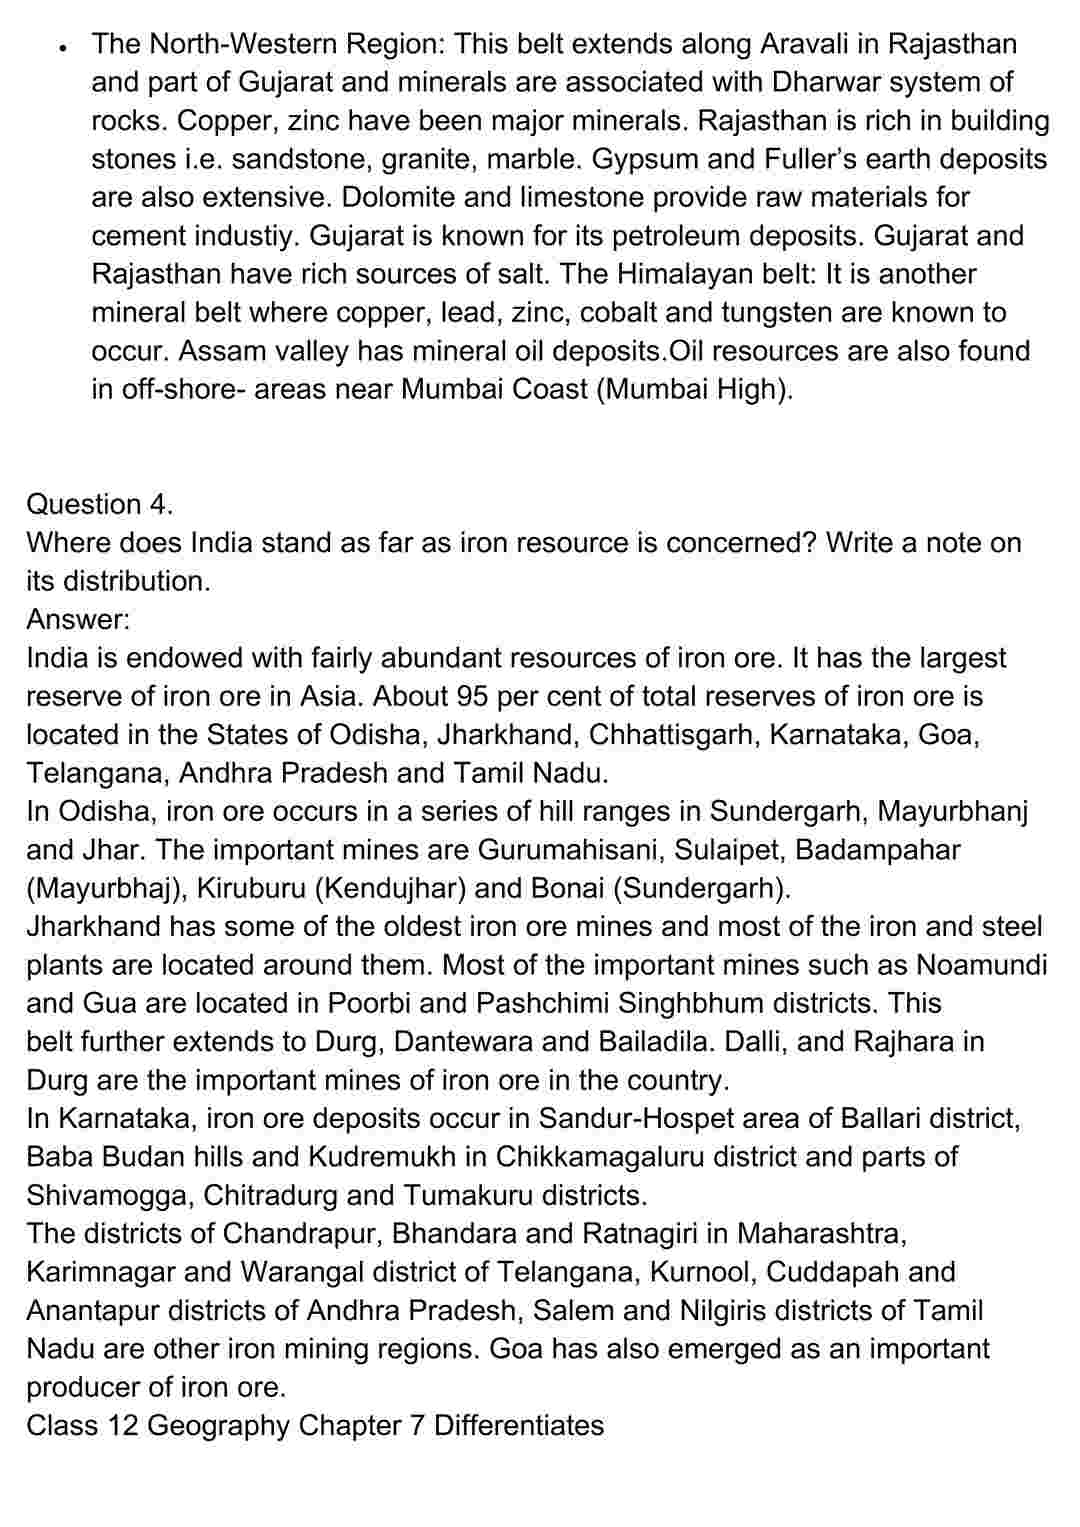 • The North-Western Region: This belt extends along Aravali in Rajasthan
and part of Gujarat and minerals are associated with Dharwar system of
rocks. Copper, zinc have been major minerals. Rajasthan is rich in building
stones i.e. sandstone, granite, marble. Gypsum and Fuller’s earth deposits
are also extensive. Dolomite and limestone provide raw materials for
cement industiy. Gujarat is known for its petroleum deposits. Gujarat and
Rajasthan have rich sources of salt. The Himalayan belt: It is another
mineral belt where copper, lead, zinc, cobalt and tungsten are known to
occur. Assam valley has mineral oil deposits.Oil resources are also found
in off-shore- areas near Mumbai Coast (Mumbai High).
Question 4.
Where does India stand as far as iron resource is concerned? Write a note on
its distribution.
Answer:
India is endowed with fairly abundant resources of iron ore. It has the largest
reserve of iron ore in Asia. About 95 per cent of total reserves of iron ore is
located in the States of Odisha, Jharkhand, Chhattisgarh, Karnataka, Goa,
Telangana, Andhra Pradesh and Tamil Nadu.
In Odisha, iron ore occurs in a series of hill ranges in Sundergarh, Mayurbhanj
and Jhar. The important mines are Gurumahisani, Sulaipet, Badampahar
(Mayurbhaj), Kiruburu (Kendujhar) and Bonai (Sundergarh).
Jharkhand has some of the oldest iron ore mines and most of the iron and steel
plants are located around them. Most of the important mines such as Noamundi
and Gua are located in Poorbi and Pashchimi Singhbhum districts. This
belt further extends to Durg, Dantewara and Bailadila. Dalli, and Rajhara in
Durg are the important mines of iron ore in the country.
In Karnataka, iron ore deposits occur in Sandur-Hospet area of Ballari district,
Baba Budan hills and Kudremukh in Chikkamagaluru district and parts of
Shivamogga, Chitradurg and Tumakuru districts.
The districts of Chandrapur, Bhandara and Ratnagiri in Maharashtra,
Karimnagar and Warangal district of Telangana, Kurnool, Cuddapah and
Anantapur districts of Andhra Pradesh, Salem and Nilgiris districts of Tamil
Nadu are other iron mining regions. Goa has also emerged as an important
producer of iron ore.
Class 12 Geography Chapter 7 Differentiates